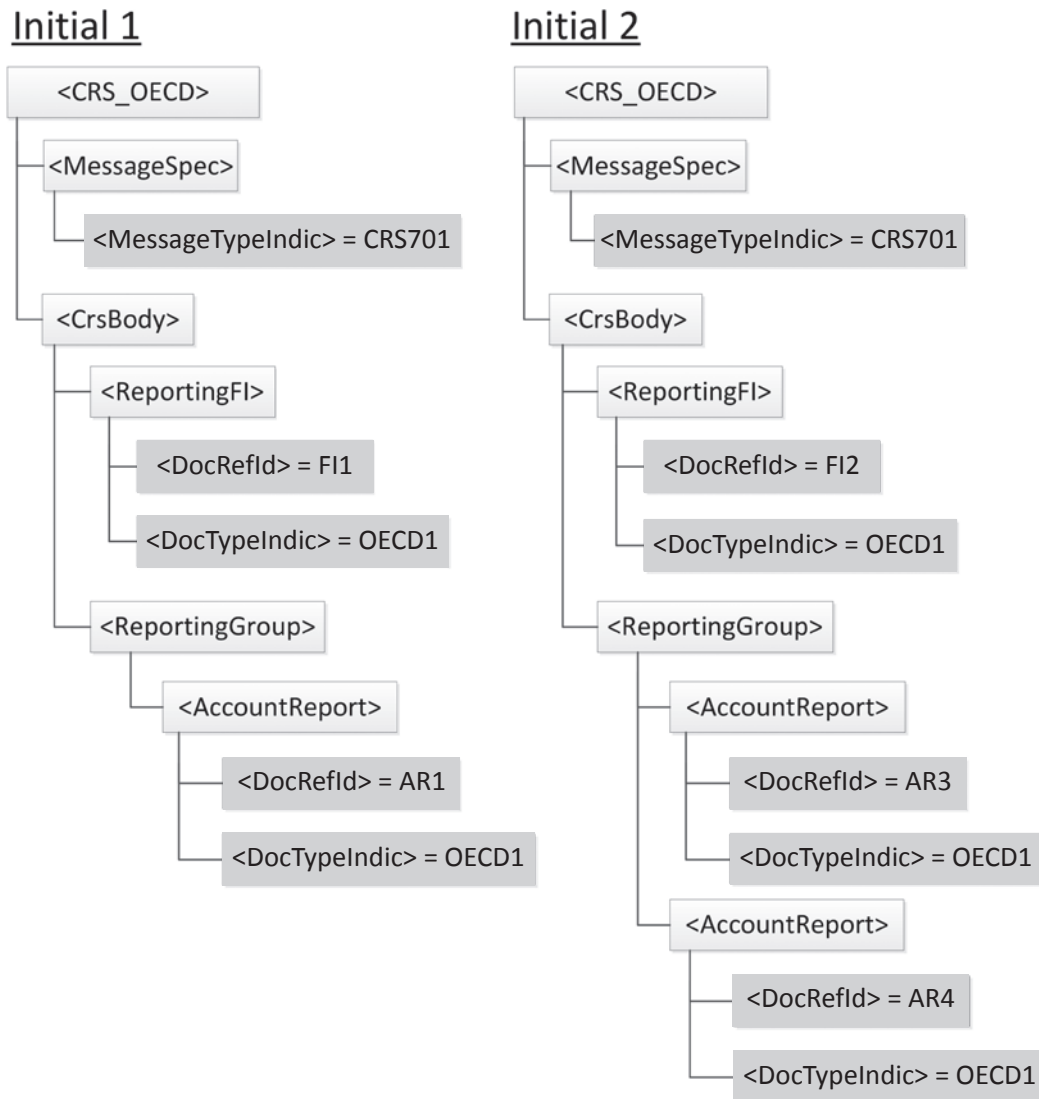 Initial 1
<CRS_OECD>
<MessageSpec>
<MessageTypeIndic> = CRS701
<CrsBody>
<ReportingFI>
<DocRefId> = FI1
<DocTypeIndic> = OECD1
<ReportingGroup>
<AccountReport>
<DocRefId> = AR1
<DocTypeIndic> = OECD1
Initial 2
<CRS_OECD>
<MessageSpec>
<MessageTypeIndic> = CRS701
<CrsBody>
<ReportingFI>
<DocRefId> = FI2
<DocTypeIndic> = OECD1
<ReportingGroup>
<AccountReport>
<DocRefId> = AR3
<DocTypeIndic> = OECD1
<AccountReport>
<DocRefId> = AR4
<DocTypeIndic> = OECD1